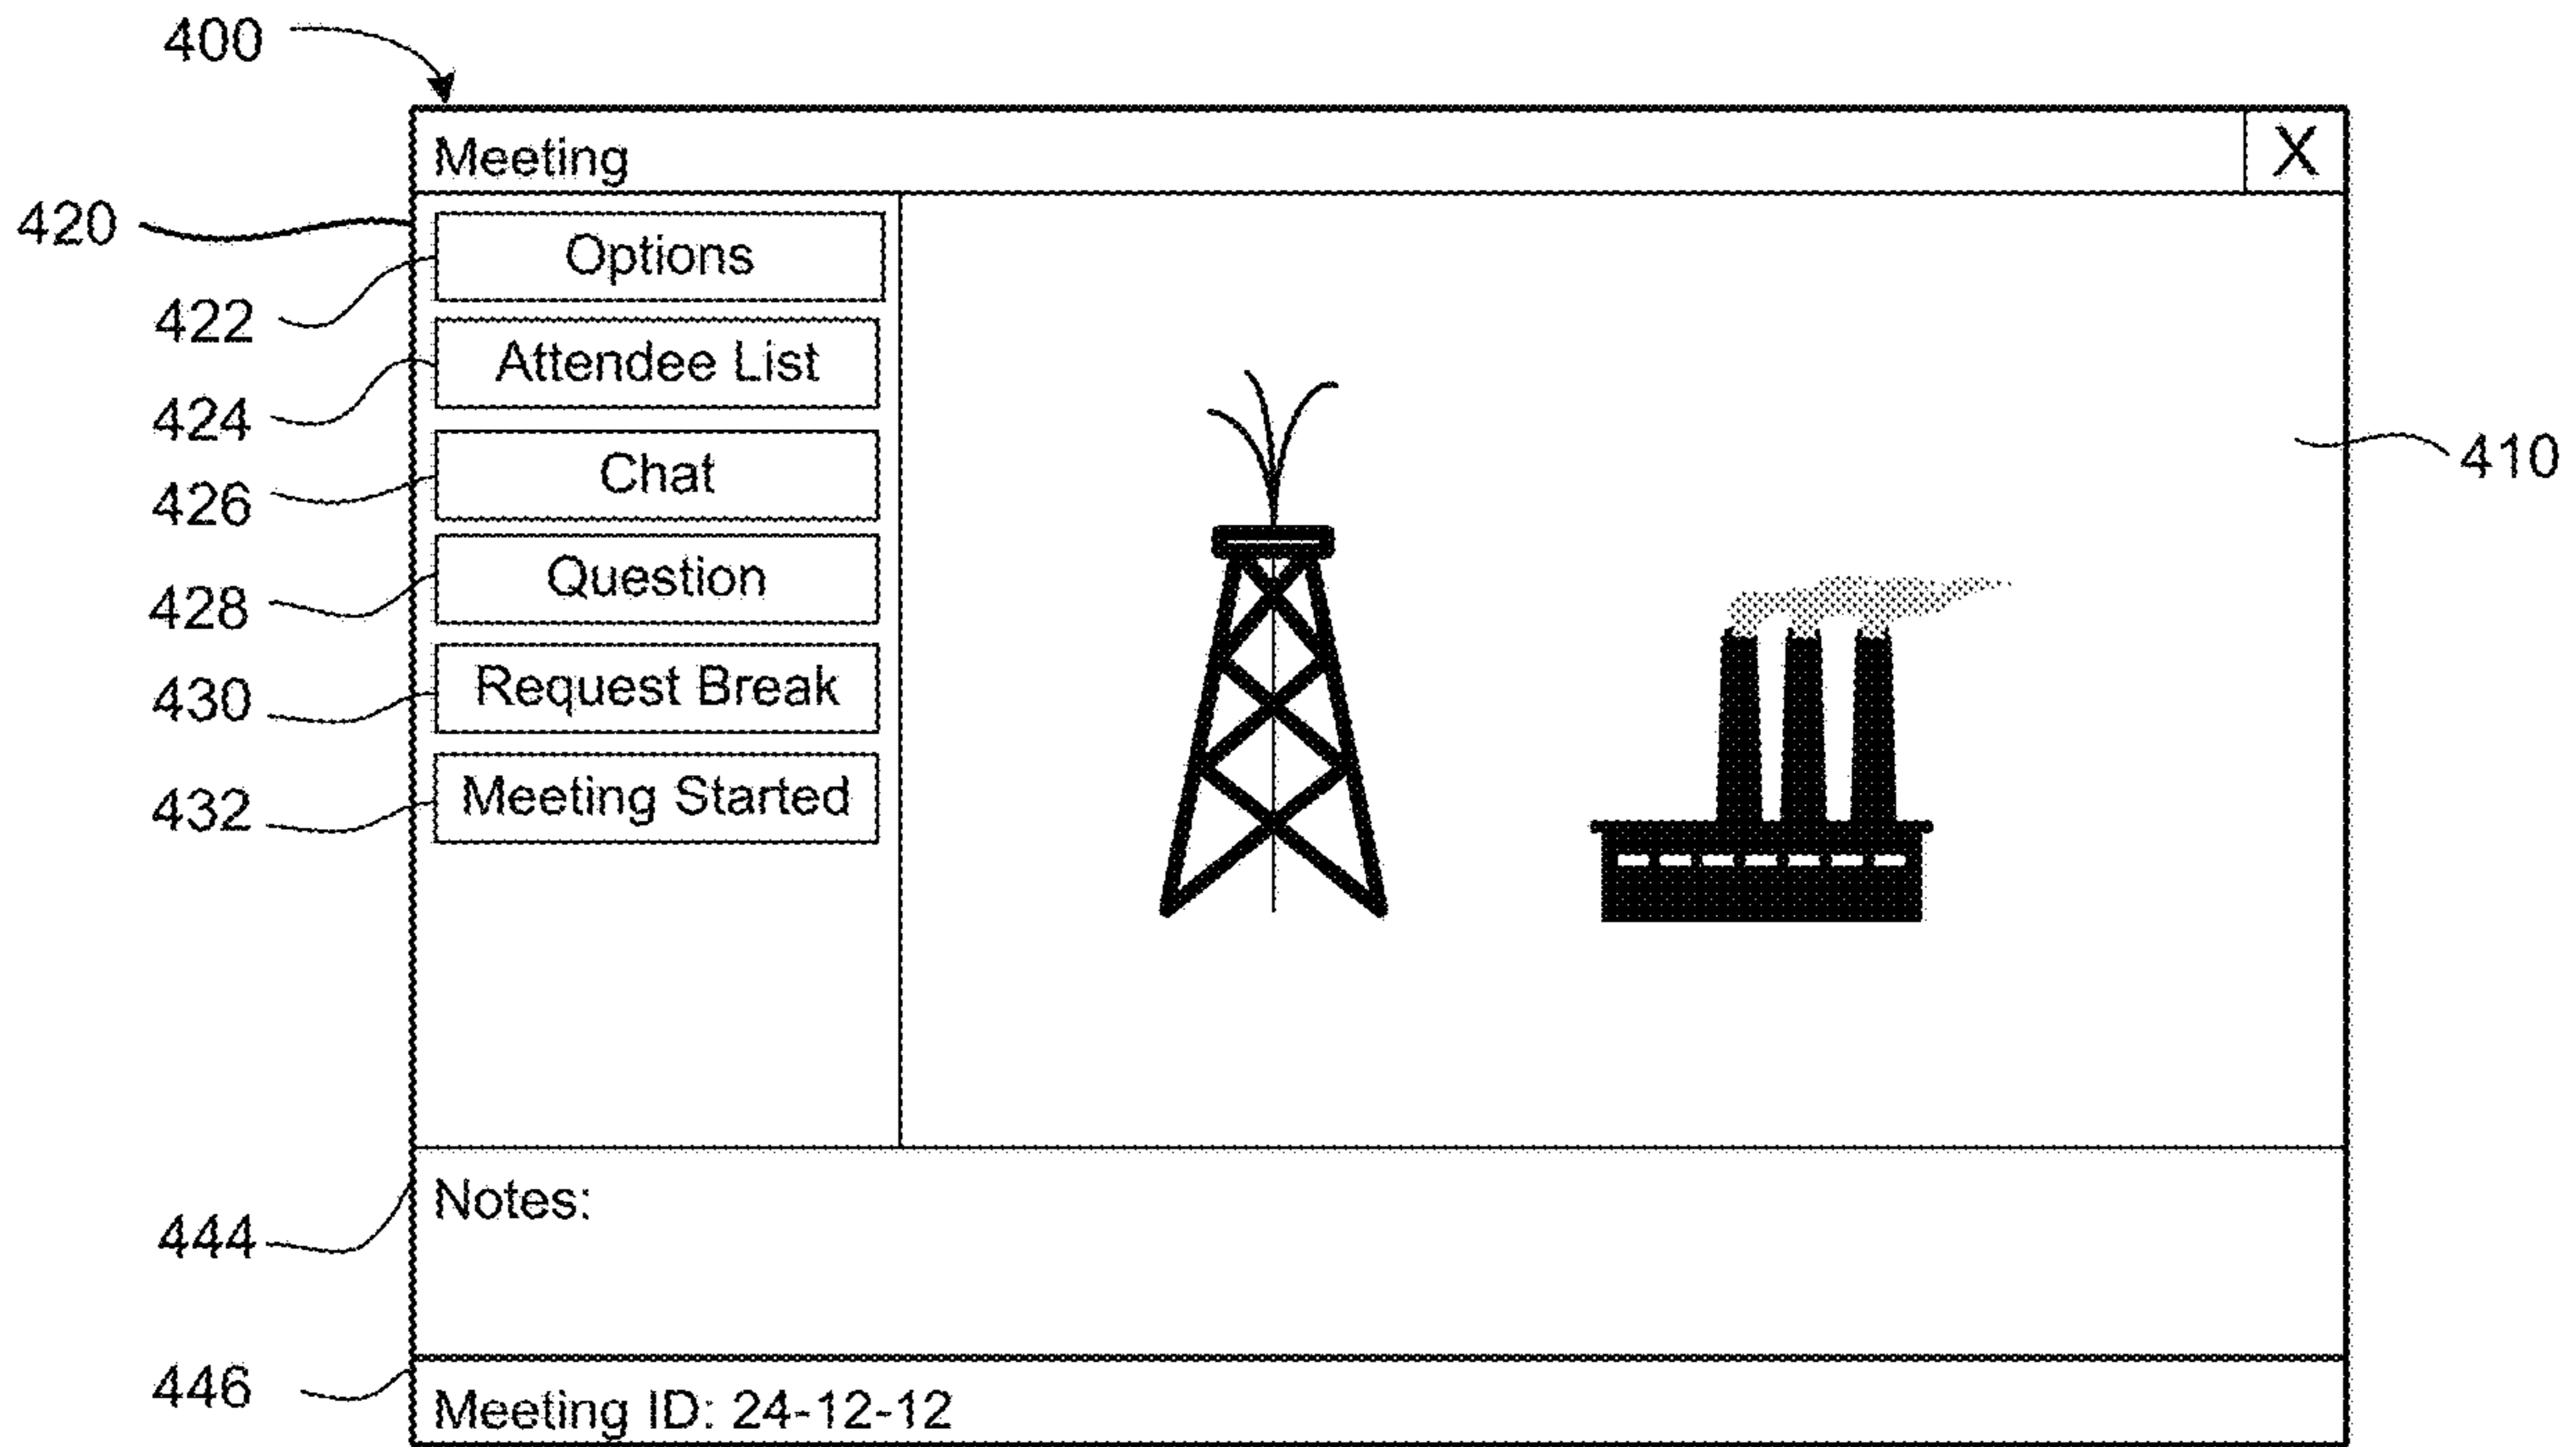 400
Meeting
X
420
Options
422
Attendee List
424
Chat
426
410
Question
428
Request Break
430
Meeting Started
432
Notes:
444
446
Meeting ID: 24-12-12